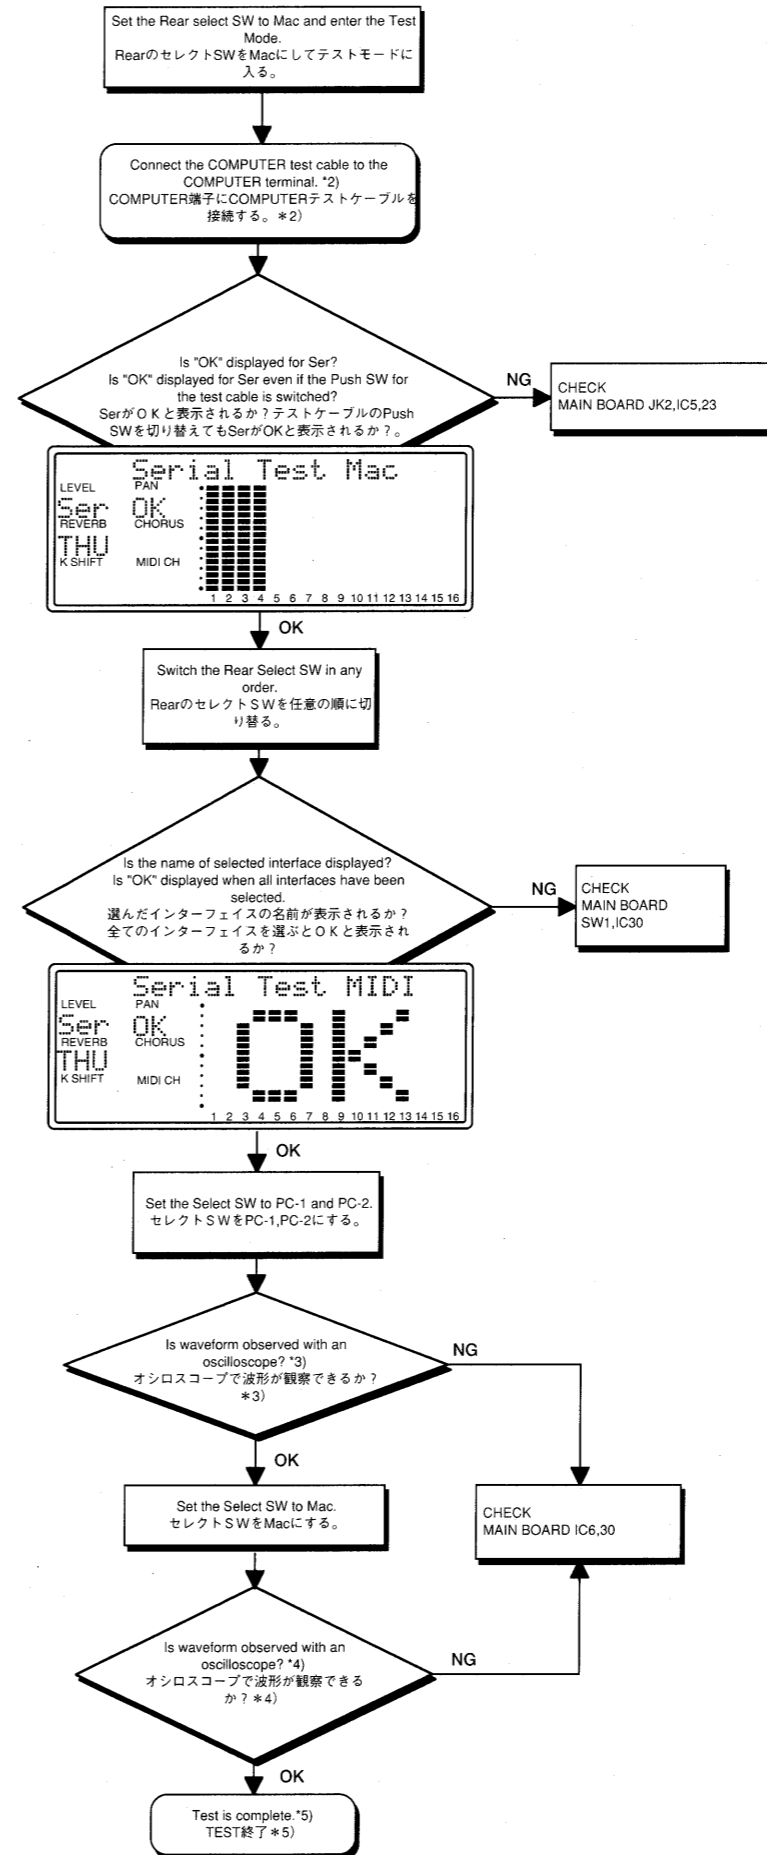 Set the Rear select SW to Mac and enter the Test
Mode.
RearのセレクトSWをMacにしてテストモードに
入る。
Connect the COMPUTER test cable to the
COMPUTER terminal. *2)
COMPUTER端子にCOMPUTERテストケーブルを
接続する。＊2）
Is "OK" displayed for Ser?
Is "OK" displayed for Ser even if the Push SW for
the test cable is switched?
SerがＯＫと表示されるか？テストケーブルのPush
SWを切り替えてもSerがOKと表示されるか？。
NG
CHECK
MAIN BOARD JK2,IC5,23
Serial Test Mac
LEVEL PAN
Ser OK
REVERB CHORUS
THU
K SHIFT MIDI CH
1 2 3 4 5 6 7 8 9 10 11 12 13 14 15 16
OK
Switch the Rear Select SW in any
order.
RearのセレクトＳＷを任意の順に切
り替る。
Is the name of selected interface displayed?
Is "OK" displayed when all interfaces have been
selected.
選んだインターフェイスの名前が表示されるか？
全てのインターフェイスを選ぶとＯＫと表示され
るか？
NG
CHECK
MAIN BOARD
SW1,IC30
Serial Test MIDI
LEVEL PAN
Ser OK
REVERB CHORUS
THU
K SHIFT MIDI CH
OK
1 2 3 4 5 6 7 8 9 10 11 12 13 14 15 16
OK
Set the Select SW to PC-1 and PC-2.
セレクトＳＷをPC-1,PC-2にする。
Is waveform observed with an
oscilloscope? *3)
オシロスコープで波形が観察できるか？
＊3）
NG
OK
Set the Select SW to Mac.
セレクトＳＷをMacにする。
CHECK
MAIN BOARD IC6,30
Is waveform observed with an
oscilloscope? *4)
オシロスコープで波形が観察できる
か？＊4）
NG
OK
Test is complete.*5)
TEST終了＊5）